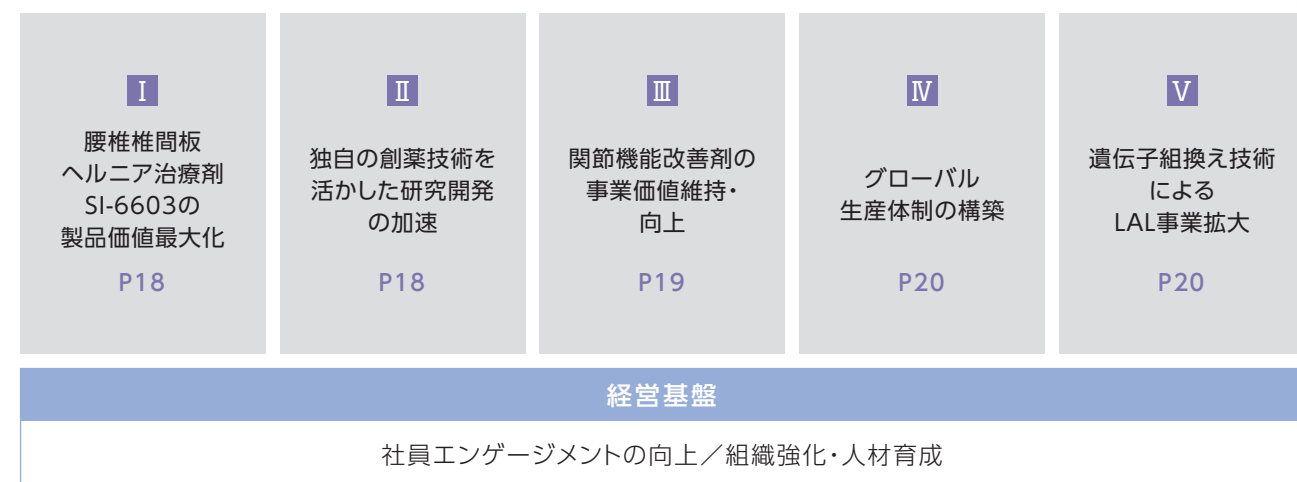 Ⅰ
腰椎椎間板
ヘルニア治療剤
SI-6603の
製品価値最大化
P18
Ⅱ
独自の創薬技術を
活かした研究開発
の加速
P18
Ⅲ
関節機能改善剤の
事業価値維持・
向上
P19
Ⅳ
グローバル
生産体制の構築
P20
Ⅴ
遺伝子組換え技術
による
LAL事業拡大
P20
経営基盤
社員エンゲージメントの向上／組織強化・人材育成